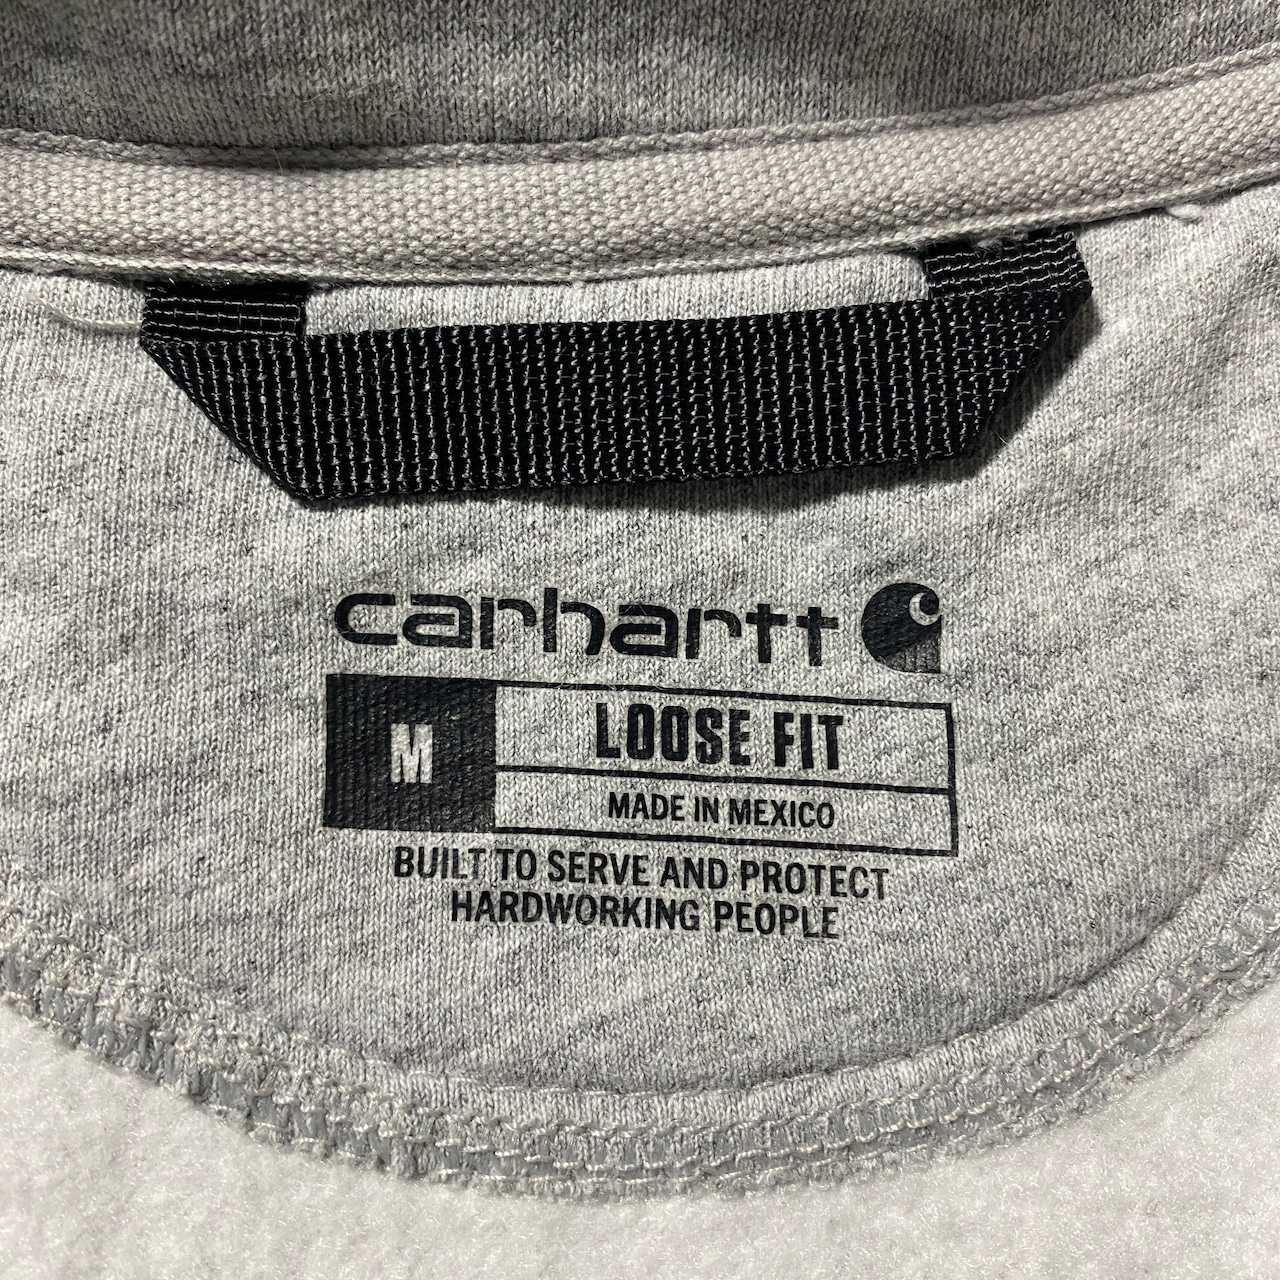 carhartt
M
LOOSE FIT
MADE IN MEXICO
BUILT TO SERVE AND PROTECT
HARDWORKING PEOPLE